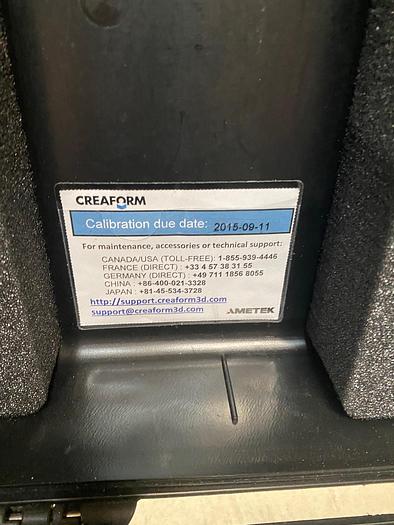 CREAFORM
Calibration due date: 2015-09-11
For maintenance, accessories or technical support:
CANADA/USA (TOLL-FREE): 1-855-939-4446
FRANCE (DIRECT) : +33 4 57 38 31 55
GERMANY (DIRECT) : +49 711 1856 8055
CHINA : +86-400-021-3328
JAPAN : +81-45-534-3728
http://support.creaform3d.com
support@creaform3d.com AMETEK